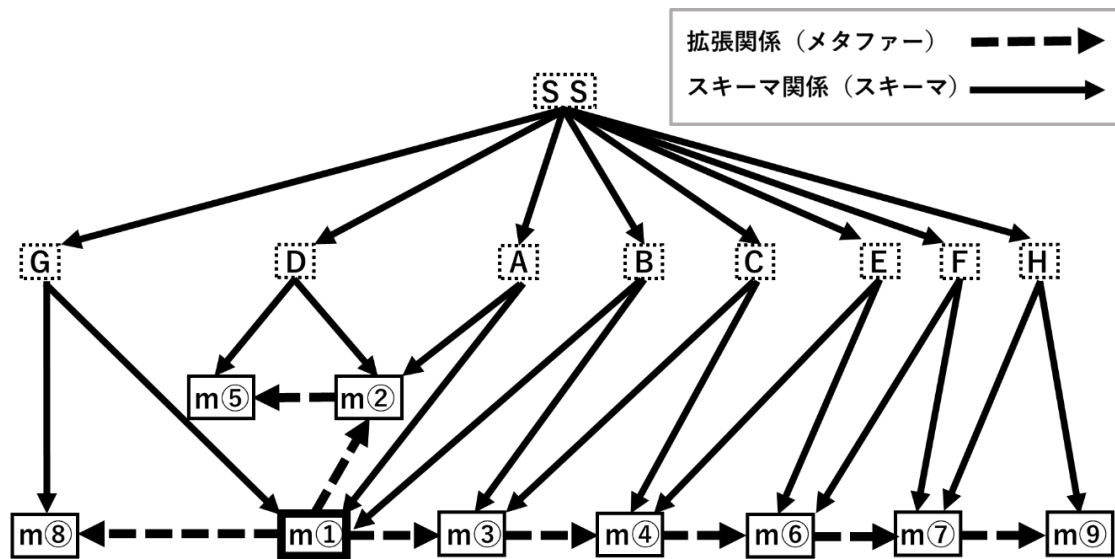 拡張関係（メタファー）
スキーマ関係（スキーマ）
S S
G D A B C E F H
m⑤ m②
m⑧ m① m③ m④ m⑥ m⑦ m⑨